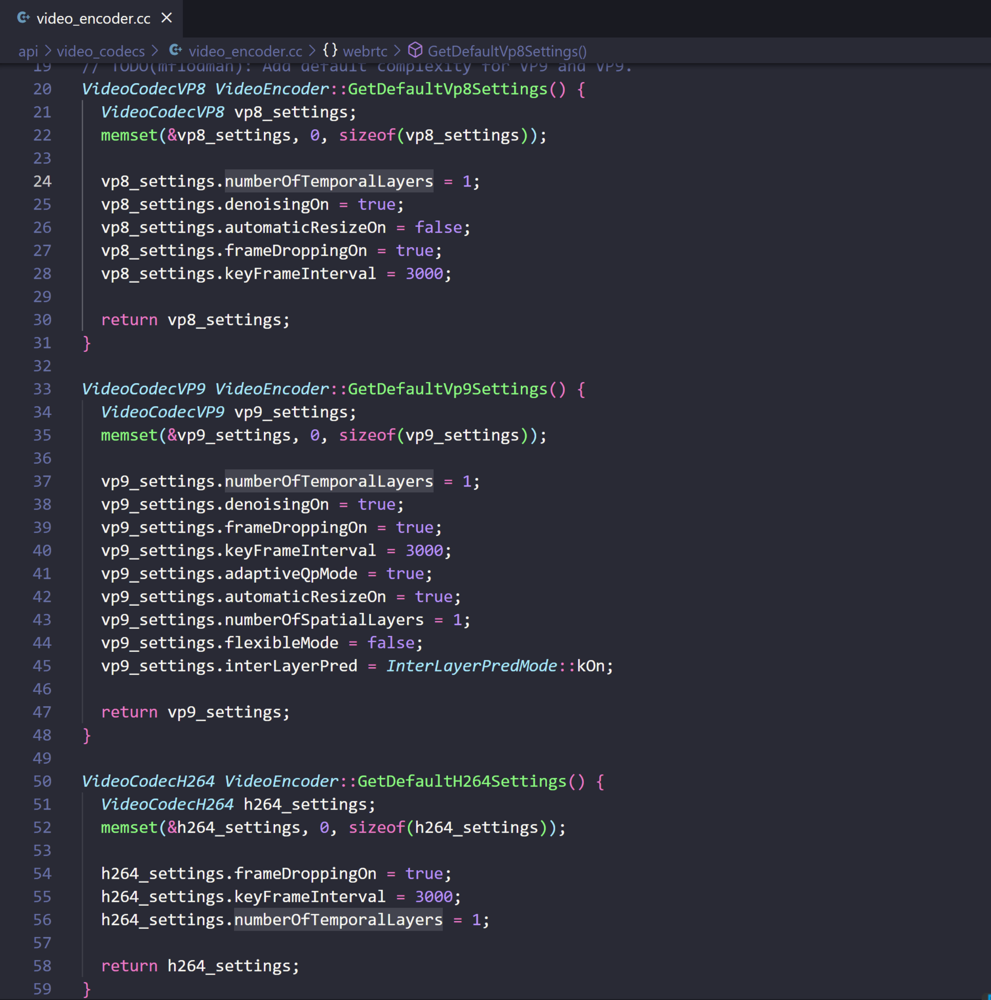 video_encoder.cc ×
api > video_codecs > video_encoder.cc > {} webrtc > GetDefaultVp8Settings()
19 // TODO(mflodman): Add default complexity for VP9 and VP9.
20 VideoCodecVP8 VideoEncoder::GetDefaultVp8Settings() {
21   VideoCodecVP8 vp8_settings;
22   memset(&vp8_settings, 0, sizeof(vp8_settings));
23
24   vp8_settings.numberOfTemporalLayers = 1;
25   vp8_settings.denoisingOn = true;
26   vp8_settings.automaticResizeOn = false;
27   vp8_settings.frameDroppingOn = true;
28   vp8_settings.keyFrameInterval = 3000;
29
30   return vp8_settings;
31 }
32
33 VideoCodecVP9 VideoEncoder::GetDefaultVp9Settings() {
34   VideoCodecVP9 vp9_settings;
35   memset(&vp9_settings, 0, sizeof(vp9_settings));
36
37   vp9_settings.numberOfTemporalLayers = 1;
38   vp9_settings.denoisingOn = true;
39   vp9_settings.frameDroppingOn = true;
40   vp9_settings.keyFrameInterval = 3000;
41   vp9_settings.adaptiveQpMode = true;
42   vp9_settings.automaticResizeOn = true;
43   vp9_settings.numberOfSpatialLayers = 1;
44   vp9_settings.flexibleMode = false;
45   vp9_settings.interLayerPred = InterLayerPredMode::kOn;
46
47   return vp9_settings;
48 }
49
50 VideoCodecH264 VideoEncoder::GetDefaultH264Settings() {
51   VideoCodecH264 h264_settings;
52   memset(&h264_settings, 0, sizeof(h264_settings));
53
54   h264_settings.frameDroppingOn = true;
55   h264_settings.keyFrameInterval = 3000;
56   h264_settings.numberOfTemporalLayers = 1;
57
58   return h264_settings;
59 }